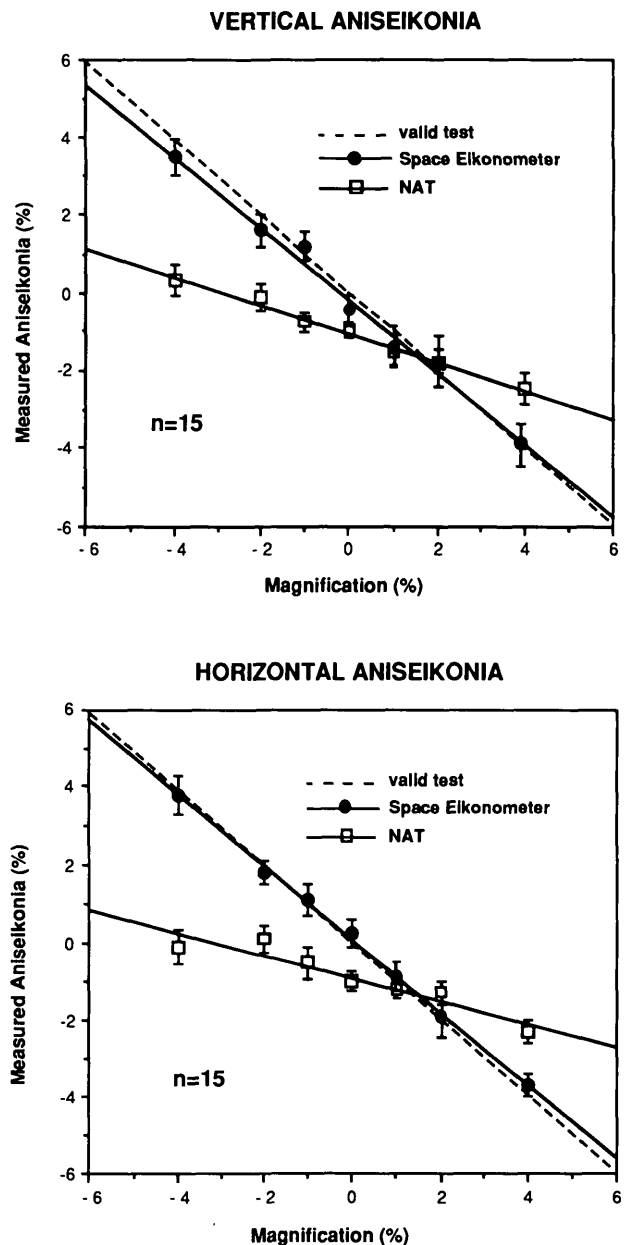 VERTICAL ANISEIKONIA
6
4
2
0
-2
-4
-6
Measured Aniseikonia (%)
valid test
Space Eikonometer
NAT
n=15
-6
-4
-2
0
2
4
6
Magnification (%)
HORIZONTAL ANISEIKONIA
6
4
2
0
-2
-4
-6
Measured Aniseikonia (%)
valid test
Space Eikonometer
NAT
n=15
-6
-4
-2
0
2
4
6
Magnification (%)